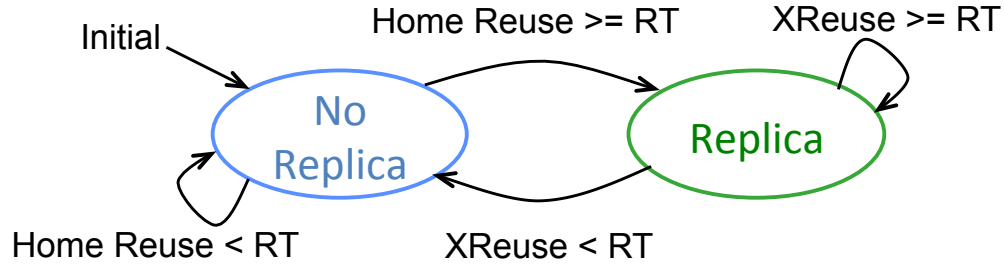 Home Reuse >= RT
XReuse >= RT
Initial
No
Replica
Replica
Home Reuse < RT
XReuse < RT